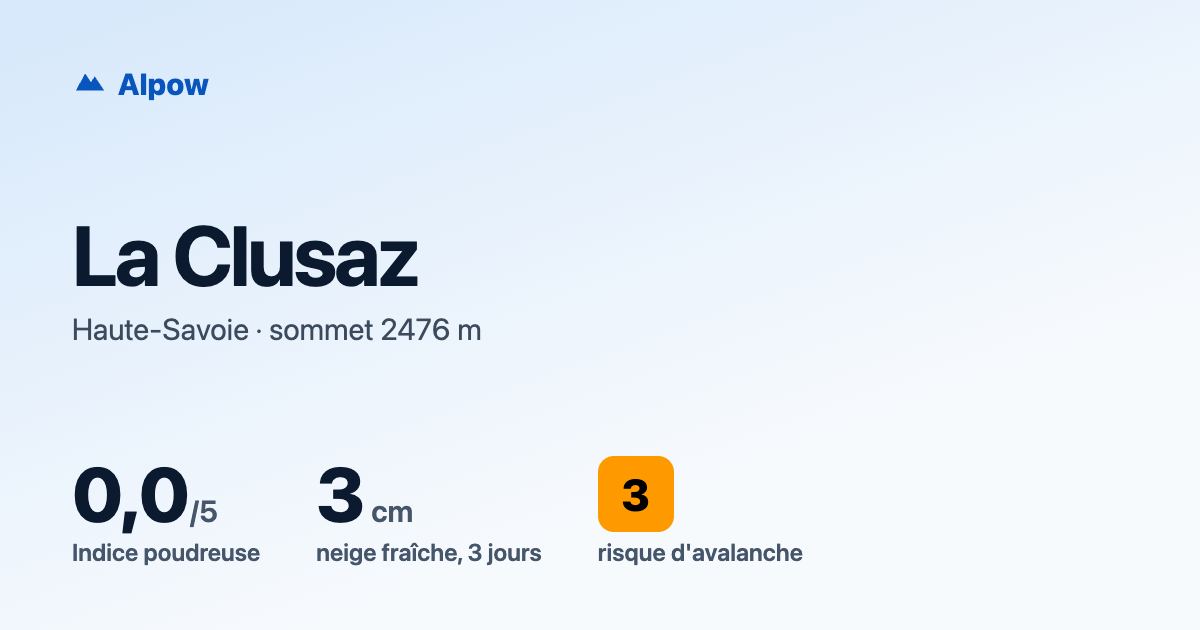 Alpow
La Clusaz
Haute-Savoie · sommet 2476 m
0,0/5
Indice poudreuse
3 cm
neige fraîche, 3 jours
3
risque d'avalanche